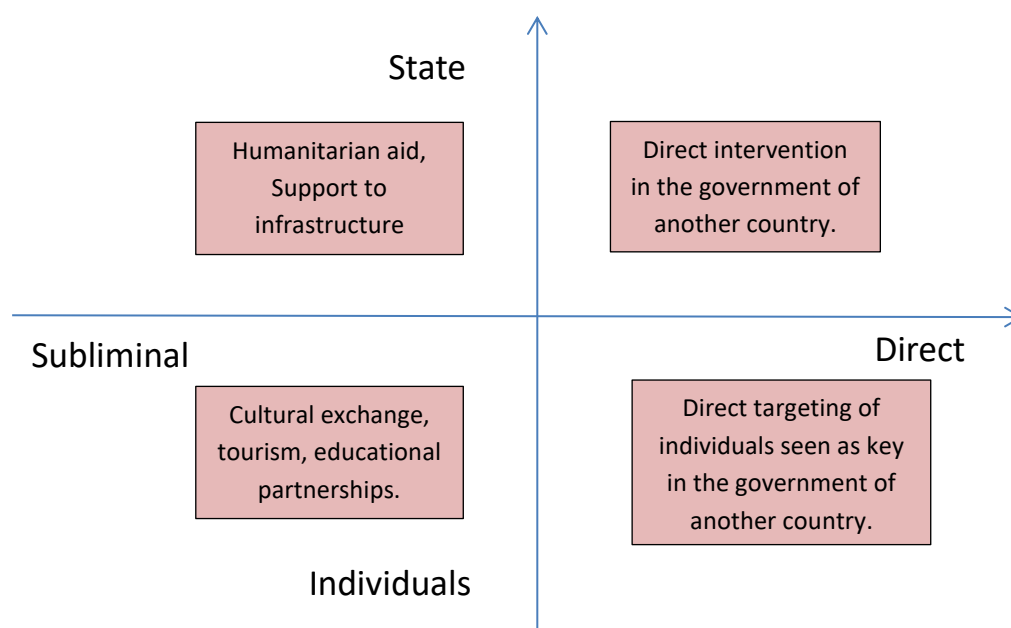 State
Humanitarian aid,
Support to
infrastructure
Direct intervention
in the government of
another country.
Subliminal
Direct
Cultural exchange,
tourism, educational
partnerships.
Direct targeting of
individuals seen as key
in the government of
another country.
Individuals